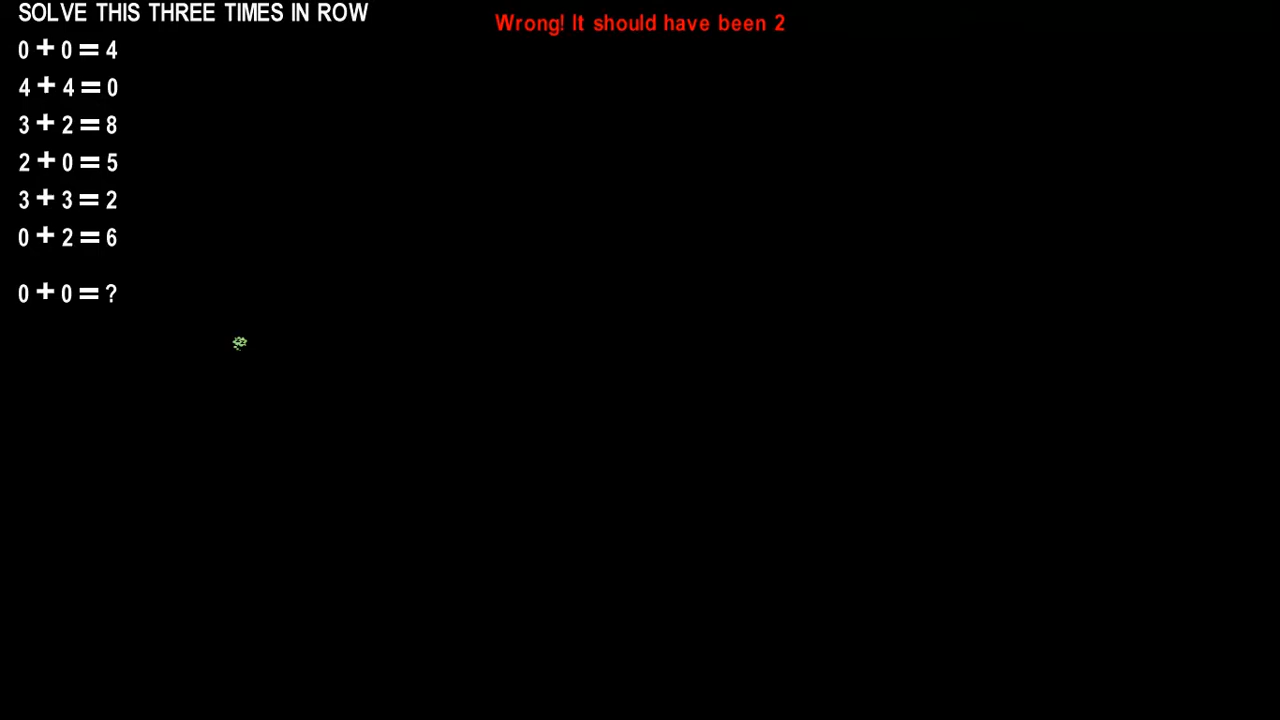 SOLVE THIS THREE TIMES IN ROW
Wrong! It should have been 2
0 + 0 = 4
4 + 4 = 0
3 + 2 = 8
2 + 0 = 5
3 + 3 = 2
0 + 2 = 6
0 + 0 = ?